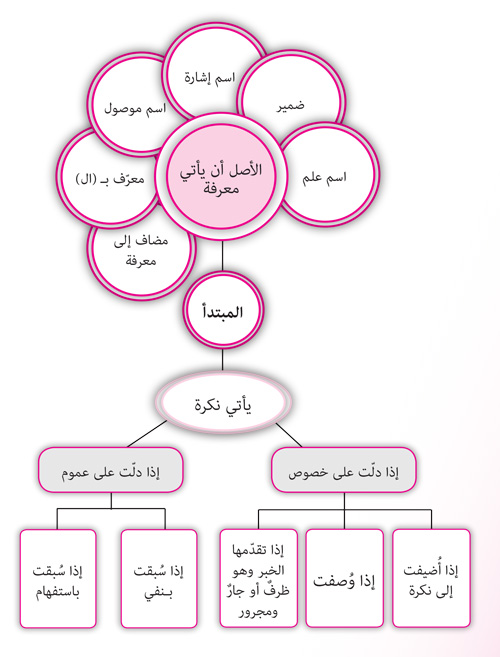 اسم إشارة
ضمير
اسم موصول
اسم علم
معرّف بـ (ال)
الأصل أن يأتي
معرفة
مضاف إلى
معرفة
المبتدأ
يأتي نكرة
إذا دلّت على خصوص
إذا دلّت على عموم
إذا أُضيفت
إلى نكرة
إذا وُصفت
إذا تقدّمها
الخبر وهو
ظرفٌ أو جارٌ
ومجرور
إذا سُبقت
بـنفي
إذا سُبقت
باستفهام